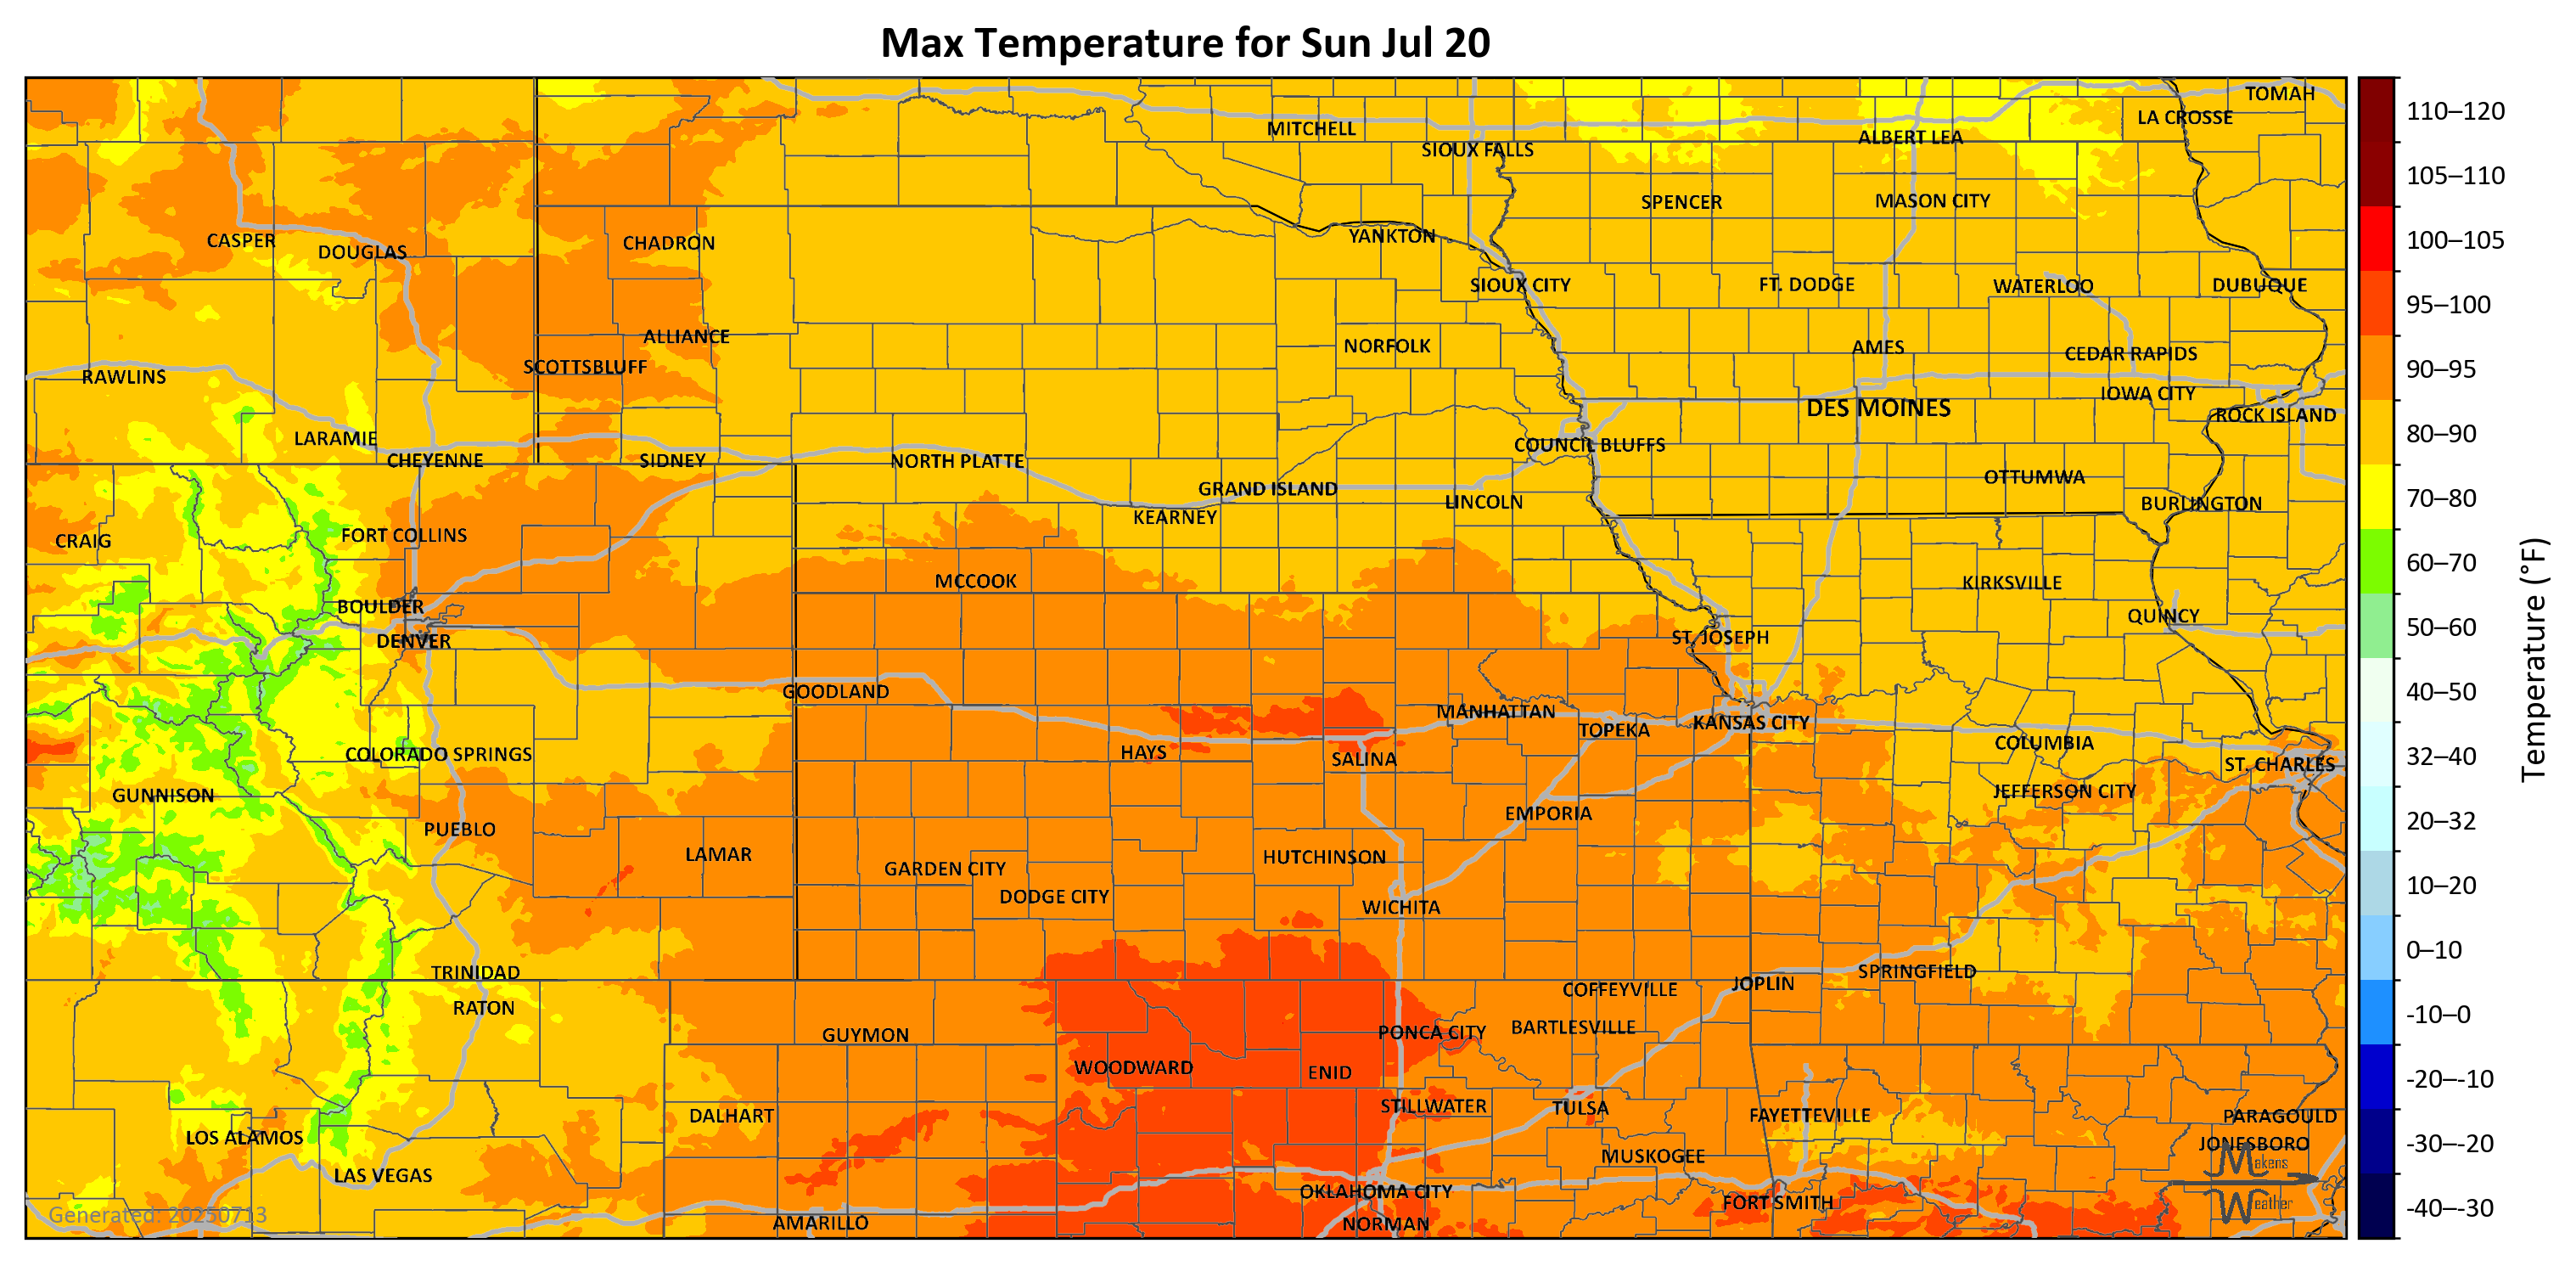 Max Temperature for Sun Jul 20
TOMAH
LA CROSSE
MITCHELL
ALBERT LEA
SIOUX FALLS
SPENCER
MASON CITY
YANKTON
CASPER
CHADRON
DOUGLAS
SIOUX CITY
FT. DODGE
WATERLOO
DUBUQUE
ALLIANCE
NORFOLK
AMES
CEDAR RAPIDS
SCOTTSBLUFF
RAWLINS
IOWA CITY
DES MOINES
ROCK ISLAND
LARAMIE
COUNCIL BLUFFS
CHEYENNE
SIDNEY
NORTH PLATTE
OTTUMWA
GRAND ISLAND
LINCOLN
BURLINGTON
KEARNEY
FORT COLLINS
CRAIG
MCCOOK
KIRKSVILLE
BOULDER
QUINCY
DENVER
ST. JOSEPH
GOODLAND
MANHATTAN
KANSAS CITY
TOPEKA
COLUMBIA
HAYS
COLORADO SPRINGS
SALINA
ST. CHARLES
GUNNISON
JEFFERSON CITY
EMPORIA
PUEBLO
LAMAR
HUTCHINSON
GARDEN CITY
DODGE CITY
WICHITA
TRINIDAD
SPRINGFIELD
JOPLIN
COFFEYVILLE
RATON
BARTLESVILLE
PONCA CITY
GUYMON
WOODWARD
ENID
STILLWATER
TULSA
DALHART
FAYETTEVILLE
PARAGOULD
LOS ALAMOS
JONESBORO
MUSKOGEE
LAS VEGAS
OKLAHOMA CITY
FORT SMITH
AMARILLO
NORMAN
Generated: 20250713
Makens
Weather
110–120
105–110
100–105
95–100
90–95
80–90
70–80
60–70
50–60
40–50
32–40
20–32
10–20
0–10
-10–0
-20–-10
-30–-20
-40–-30
Temperature (°F)